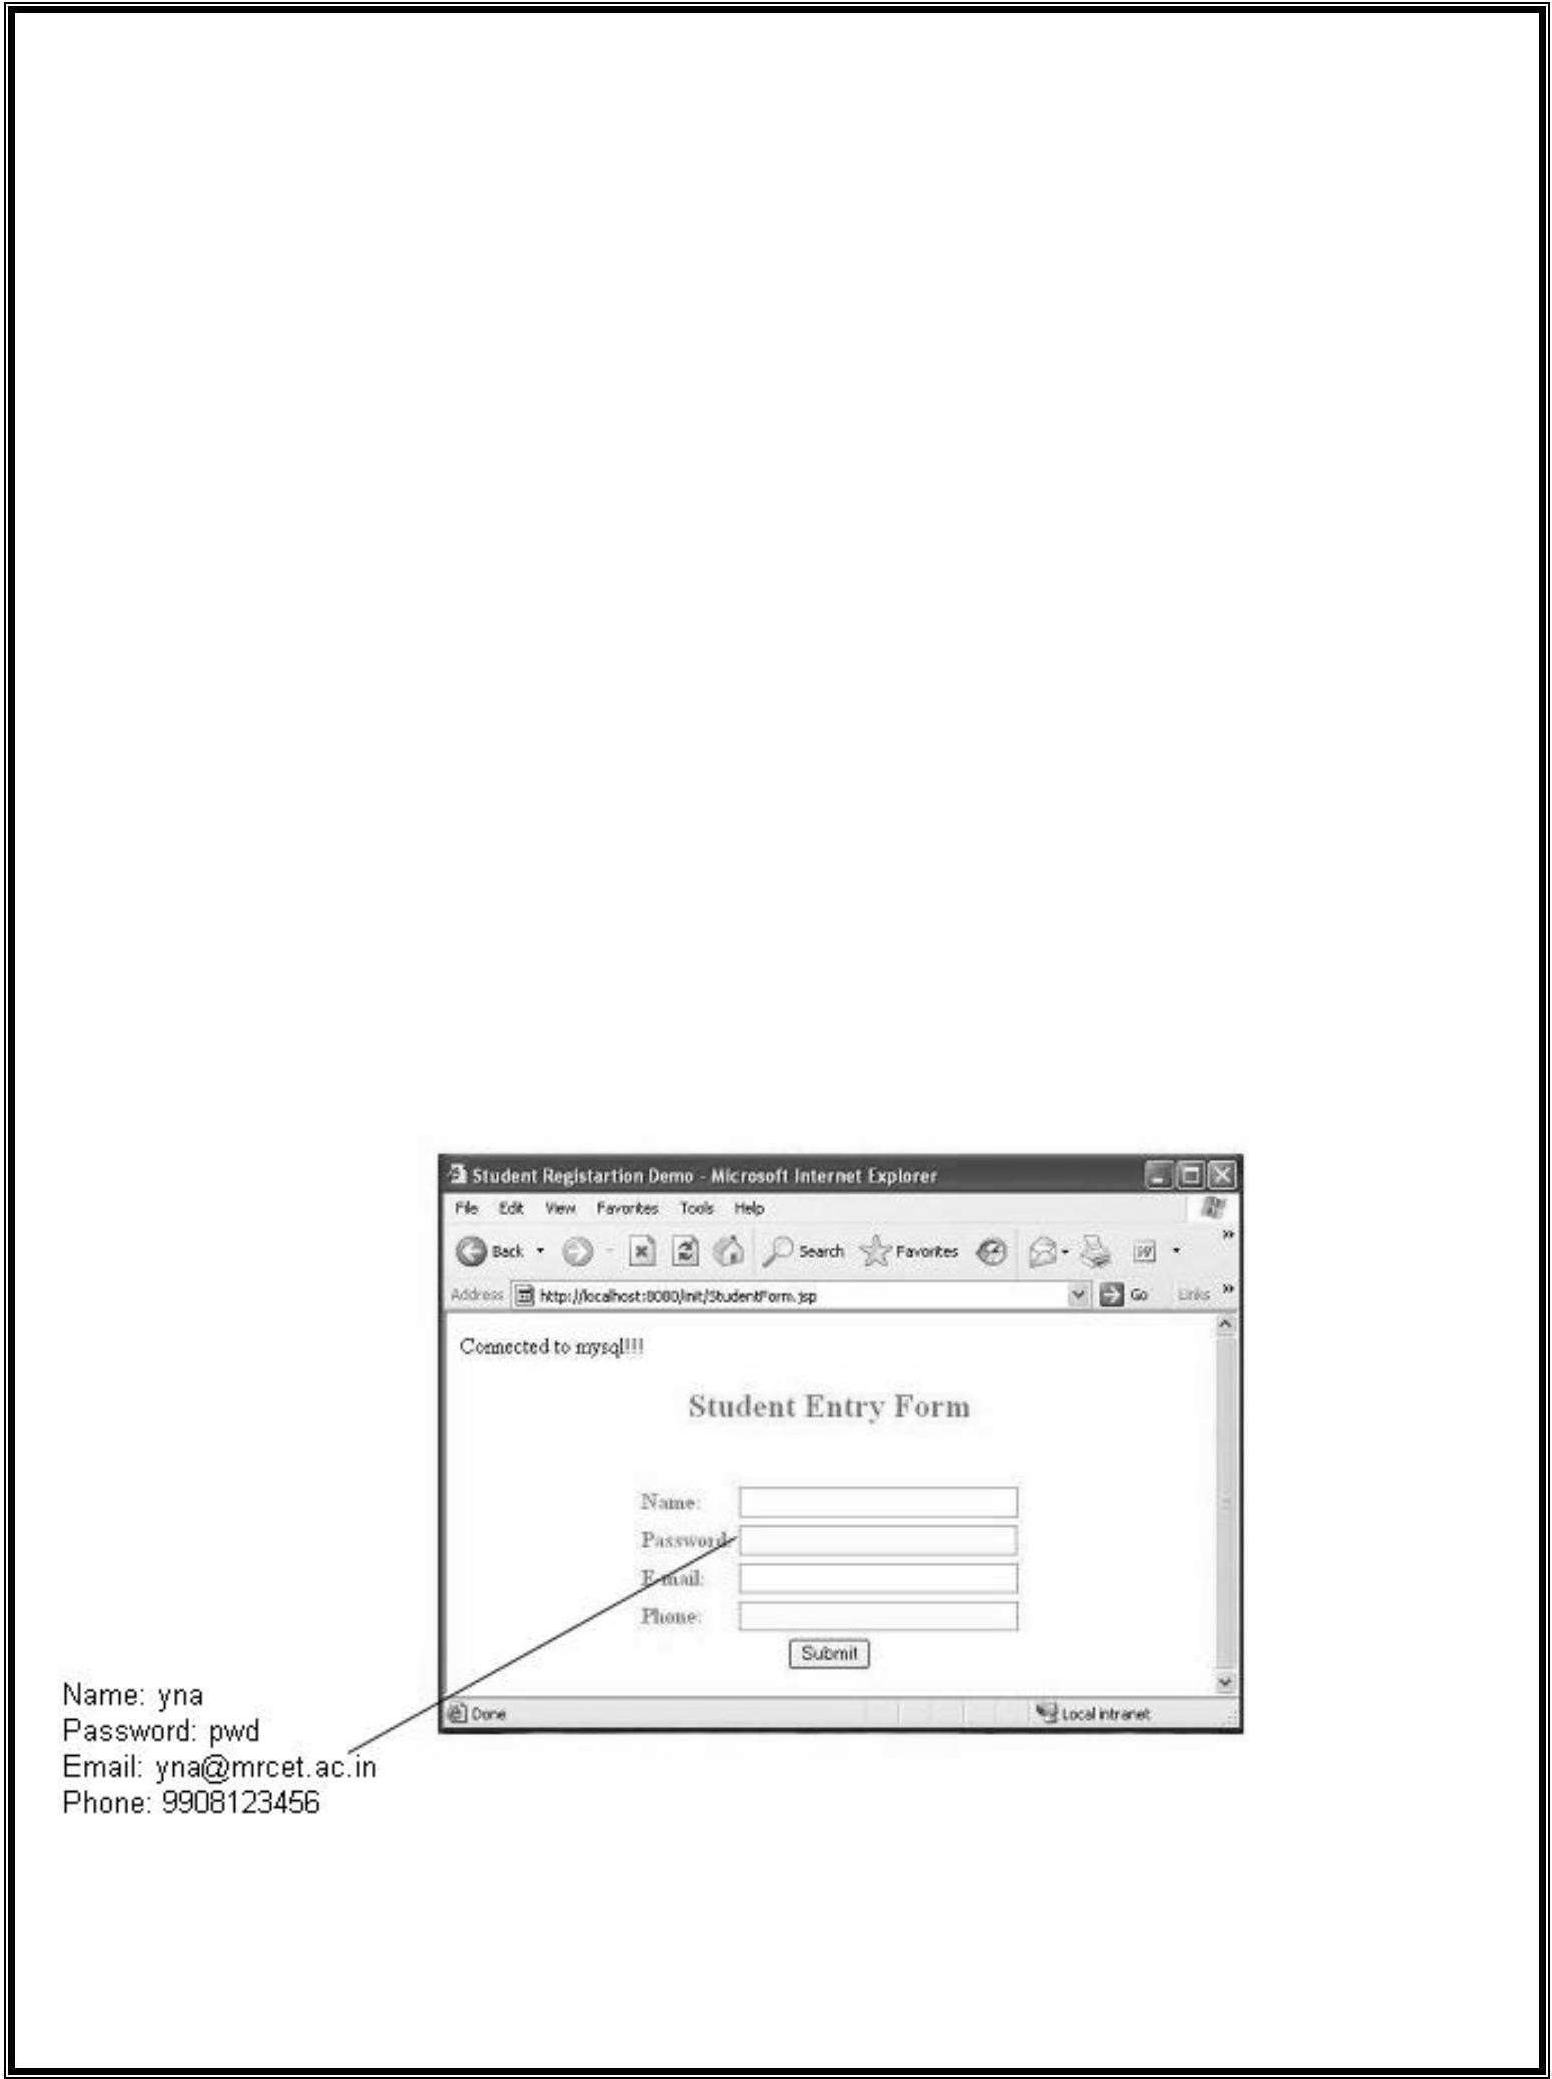 Student Registartion Demo - Microsoft Internet Explorer
File Edit View Favorites Tools Help
Back Search Favorites
Address http://localhost:8080/init/StudentForm.jsp Go Links
Connected to mysql!!!
Student Entry Form
Name:
Password:
E-mail:
Phone:
Submit
Done Local intranet
Name: yna
Password: pwd
Email: yna@mrcet.ac.in
Phone: 9908123456